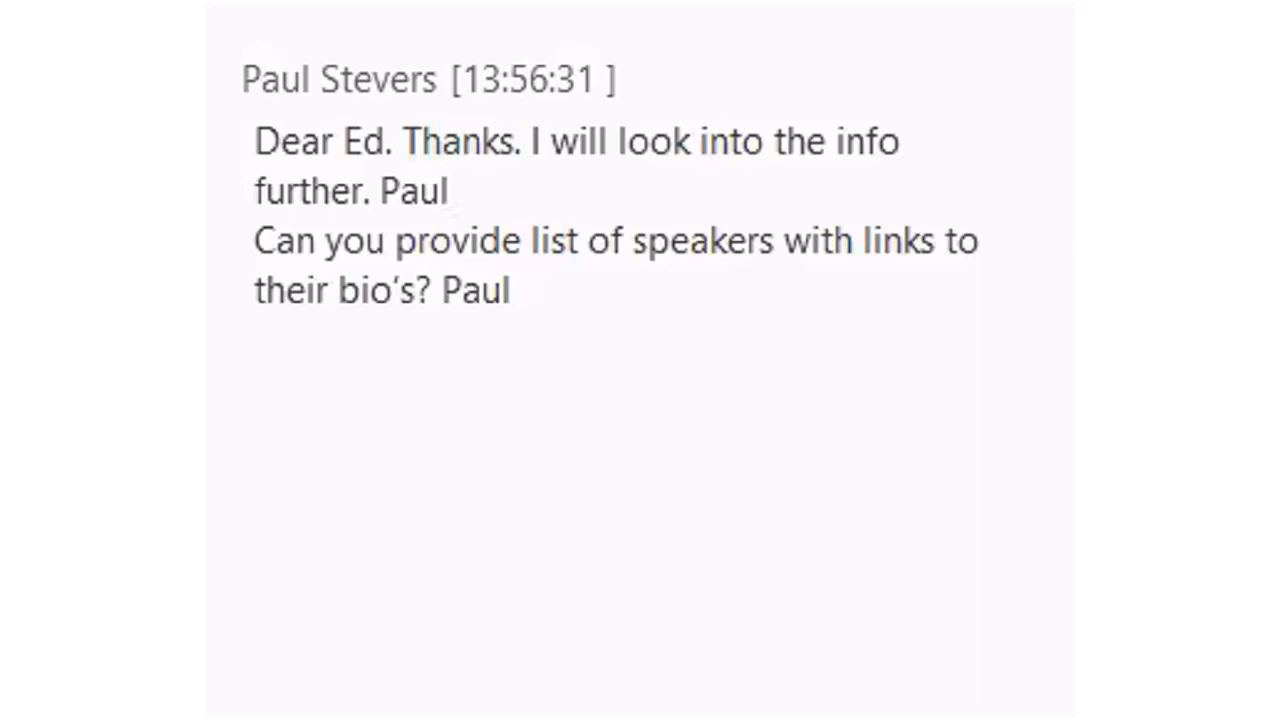 Paul Stevers [13:56:31 ]
Dear Ed. Thanks. I will look into the info
further. Paul
Can you provide list of speakers with links to
their bio's? Paul